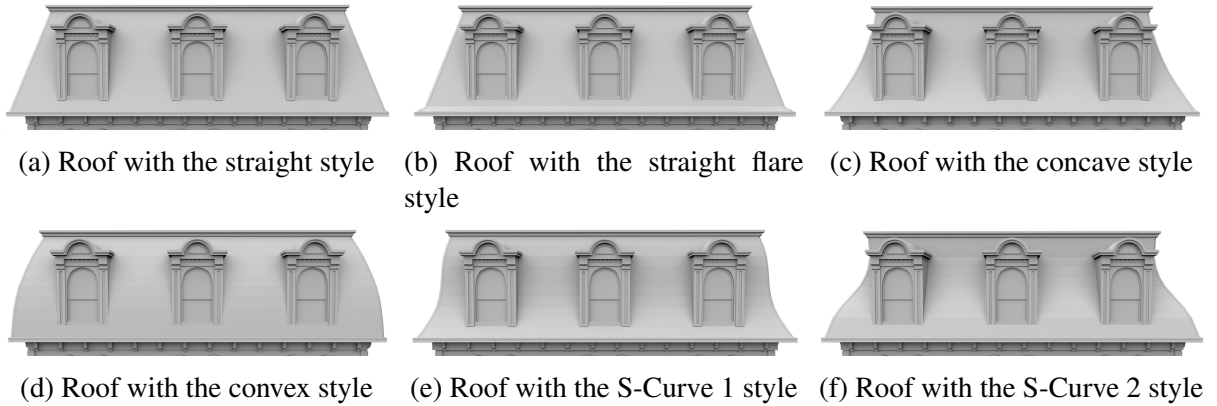 (a) Roof with the straight style
(b) Roof with the straight flare
style
(c) Roof with the concave style
(d) Roof with the convex style
(e) Roof with the S-Curve 1 style
(f) Roof with the S-Curve 2 style